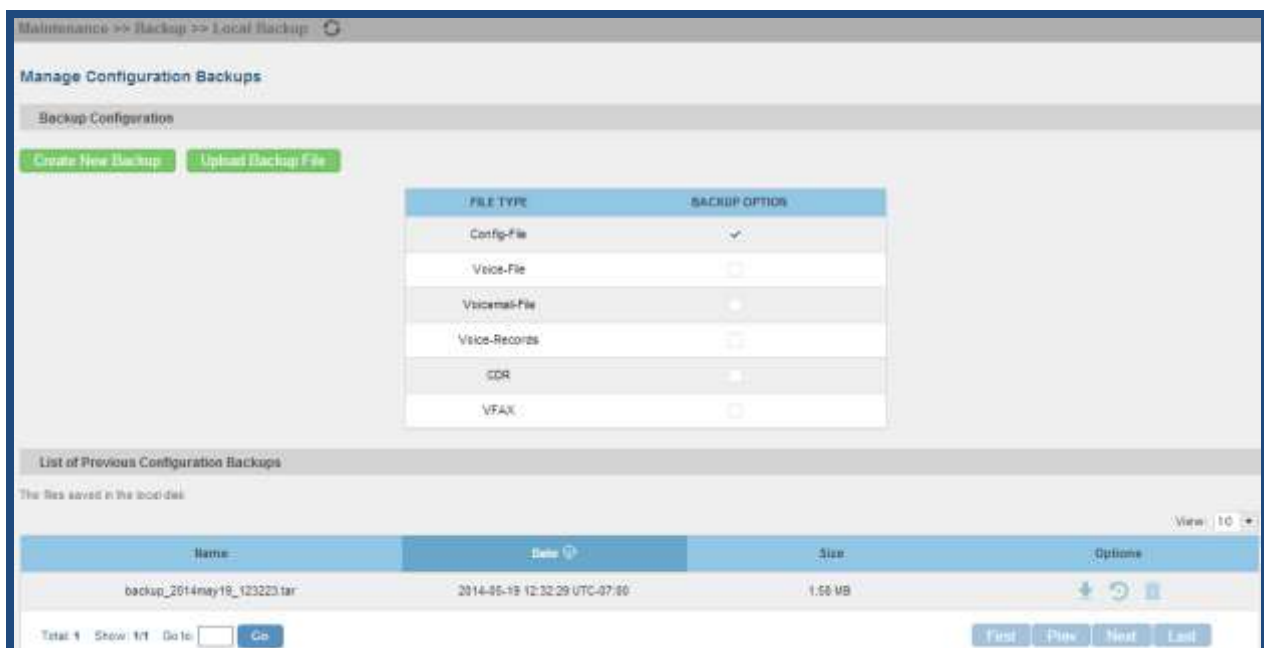 Maintenance >> Backup >> Local Backup
Manage Configuration Backups
Backup Configuration
Create New Backup Upload Backup File
FILE TYPE BACKUP OPTION
Config-File
Voice-File
Voicemail-File
Voice-Records
CDR
VFAX
List of Previous Configuration Backups
The files saved in the local disk
View: 10
Name Date Size Options
backup_2014may19_123223.tar 2014-05-19 12:32:29 UTC-07:00 1.58 MB
Total: 1 Show: 1/1 Go to: Go First Prev Next Last